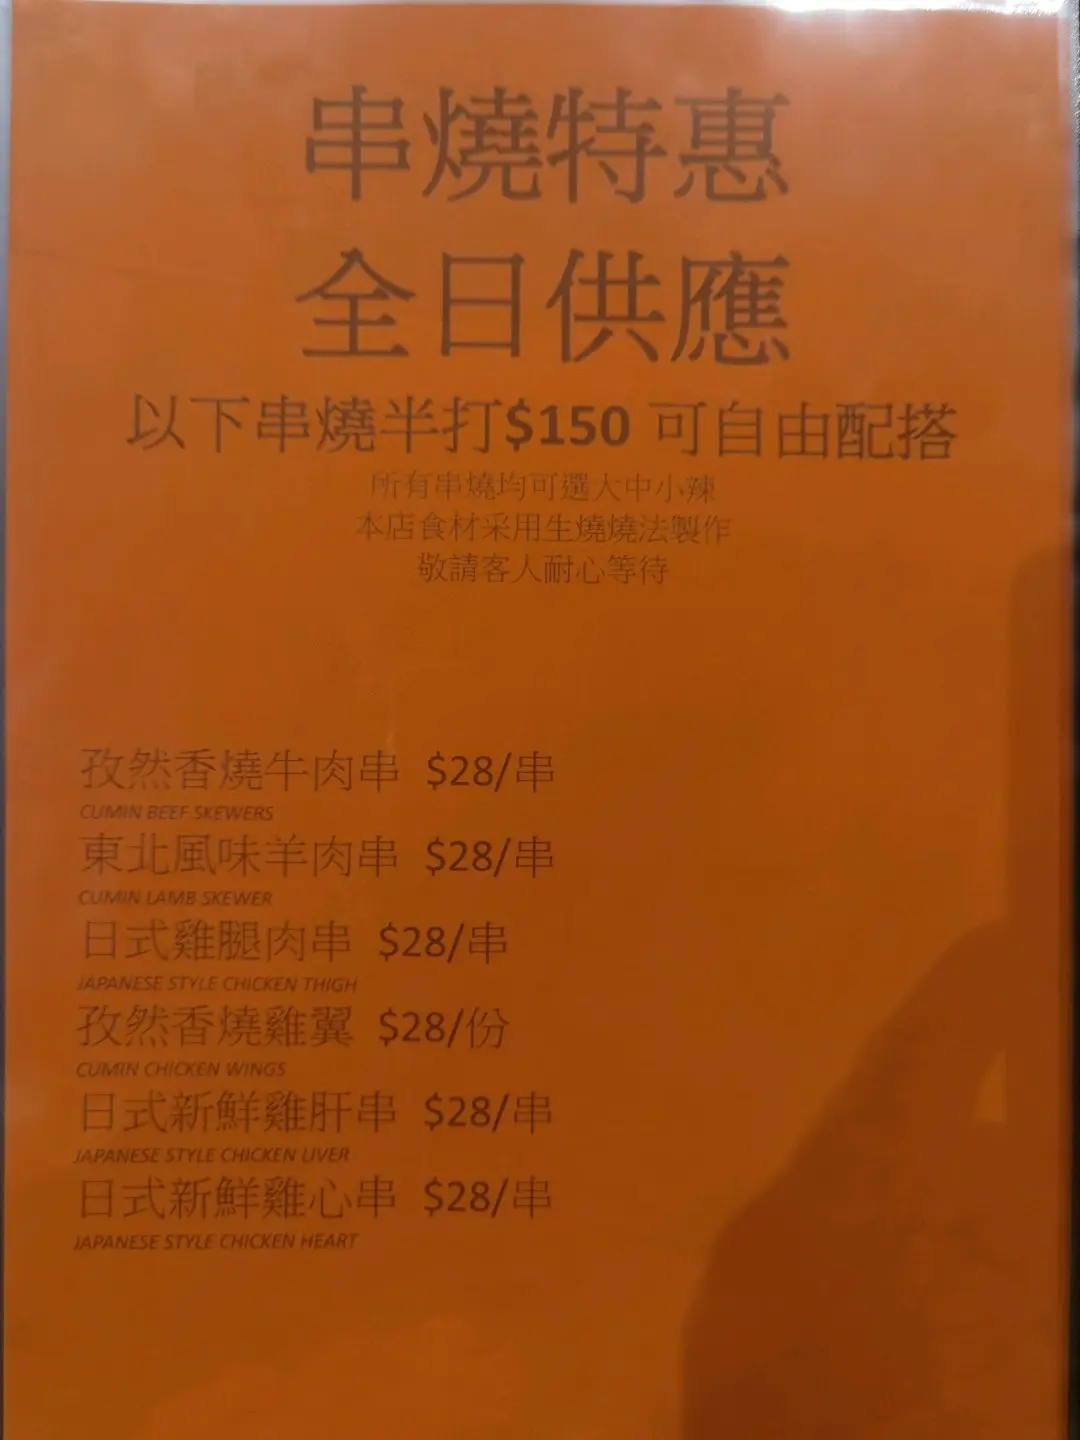 串燒特惠
全日供應
以下串燒半打$150 可自由配搭
所有串燒均可選大中小辣
本店食材采用生燒燒法製作
敬請客人耐心等待
孜然香燒牛肉串 $28/串
CUMIN BEEF SKEWERS
東北風味羊肉串 $28/串
CUMIN LAMB SKEWER
日式雞腿肉串 $28/串
JAPANESE STYLE CHICKEN THIGH
孜然香燒雞翼 $28/份
CUMIN CHICKEN WINGS
日式新鮮雞肝串 $28/串
JAPANESE STYLE CHICKEN LIVER
日式新鮮雞心串 $28/串
JAPANESE STYLE CHICKEN HEART